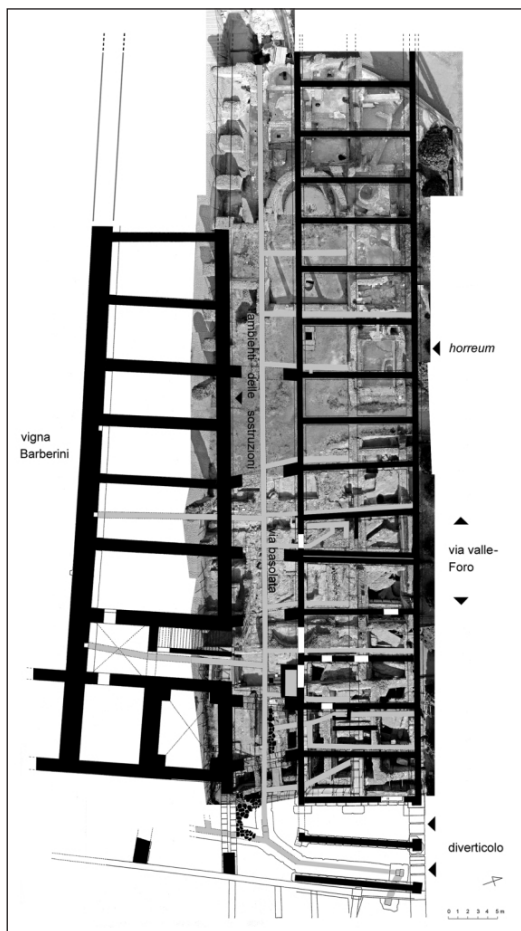 ambienti delle sostruzioni
horreum
vigna
Barberini
via basolata
via valle-
Foro
diverticolo
0 1 2 3 4 5m